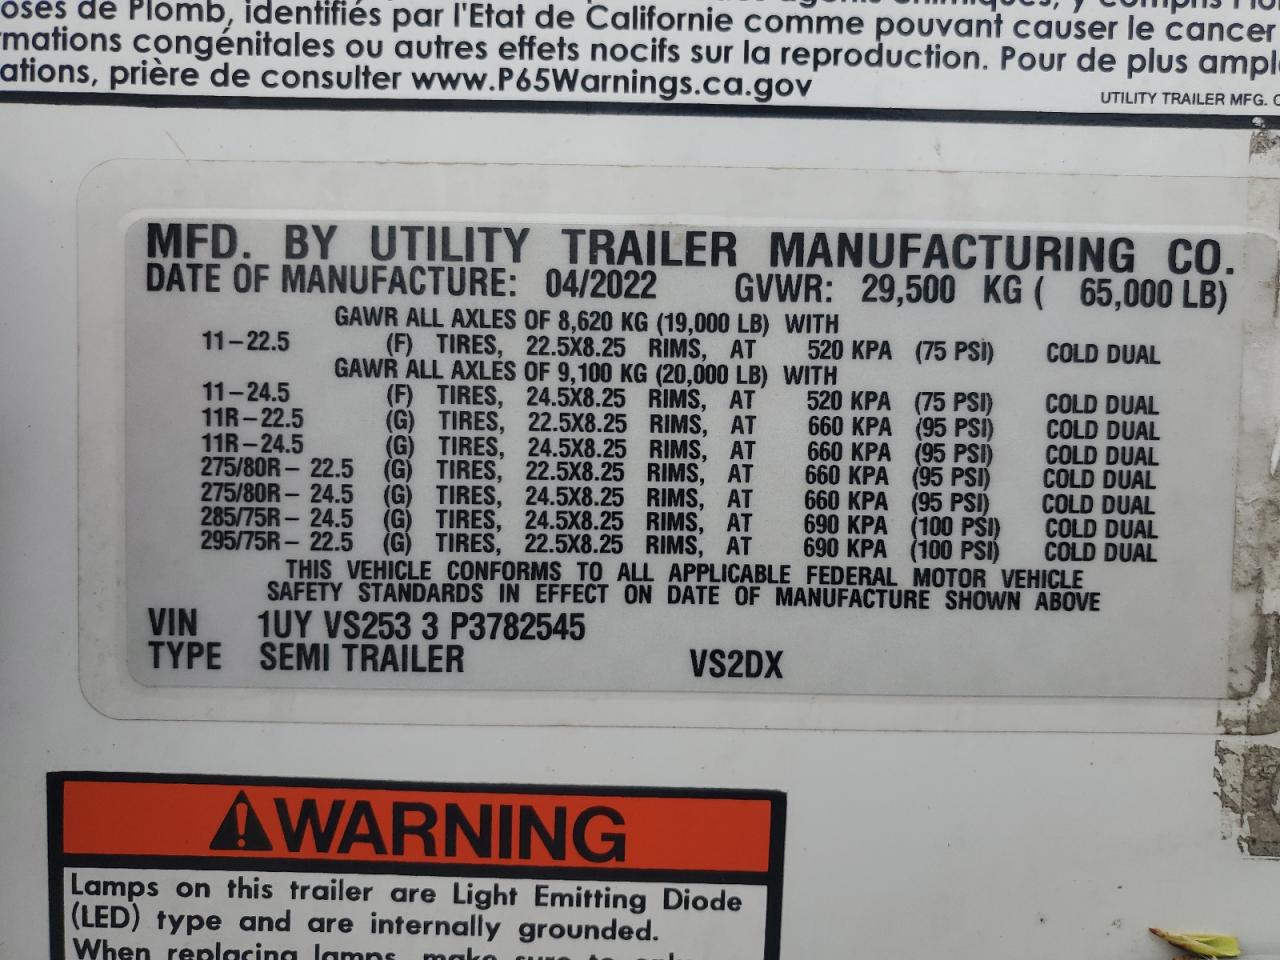 oses de Plomb, identifiés par l'Etat de Californie comme pouvant causer le cancer
rmations congénitales ou autres effets nocifs sur la reproduction. Pour de plus ampl
ations, prière de consulter www.P65Warnings.ca.gov
UTILITY TRAILER MFG. C
MFD. BY UTILITY TRAILER MANUFACTURING CO.
DATE OF MANUFACTURE: 04/2022 GVWR: 29,500 KG ( 65,000 LB)
GAWR ALL AXLES OF 8,620 KG (19,000 LB) WITH
11-22.5 (F) TIRES, 22.5X8.25 RIMS, AT 520 KPA (75 PSI) COLD DUAL
GAWR ALL AXLES OF 9,100 KG (20,000 LB) WITH
11-24.5 (F) TIRES, 24.5X8.25 RIMS, AT 520 KPA (75 PSI) COLD DUAL
11R-22.5 (G) TIRES, 22.5X8.25 RIMS, AT 660 KPA (95 PSI) COLD DUAL
11R-24.5 (G) TIRES, 24.5X8.25 RIMS, AT 660 KPA (95 PSI) COLD DUAL
275/80R- 22.5 (G) TIRES, 22.5X8.25 RIMS, AT 660 KPA (95 PSI) COLD DUAL
275/80R- 24.5 (G) TIRES, 24.5X8.25 RIMS, AT 660 KPA (95 PSI) COLD DUAL
285/75R- 24.5 (G) TIRES, 24.5X8.25 RIMS, AT 690 KPA (100 PSI) COLD DUAL
295/75R- 22.5 (G) TIRES, 22.5X8.25 RIMS, AT 690 KPA (100 PSI) COLD DUAL
THIS VEHICLE CONFORMS TO ALL APPLICABLE FEDERAL MOTOR VEHICLE
SAFETY STANDARDS IN EFFECT ON DATE OF MANUFACTURE SHOWN ABOVE
VIN 1UY VS253 3 P3782545
TYPE SEMI TRAILER VS2DX
WARNING
Lamps on this trailer are Light Emitting Diode
(LED) type and are internally grounded.
When replacing lamps, make sure to only